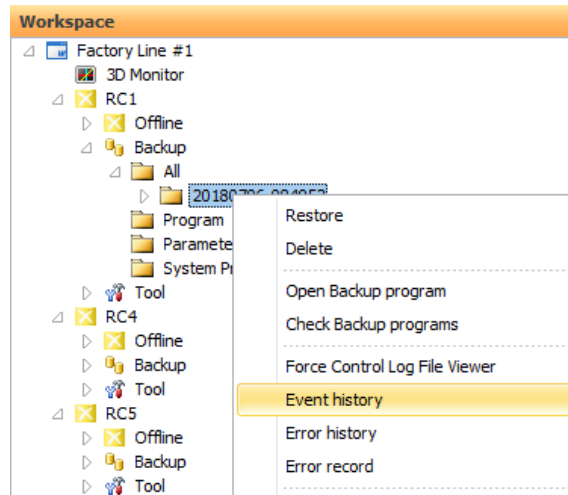 Workspace
Factory Line #1
3D Monitor
RC1
Offline
Backup
All
Program
Restore
Delete
Tool
Open Backup program
RC4
Check Backup programs
Offline
Backup
Force Control Log File Viewer
Tool
Event history
RC5
Offline
Error history
Backup
Error record
Tool